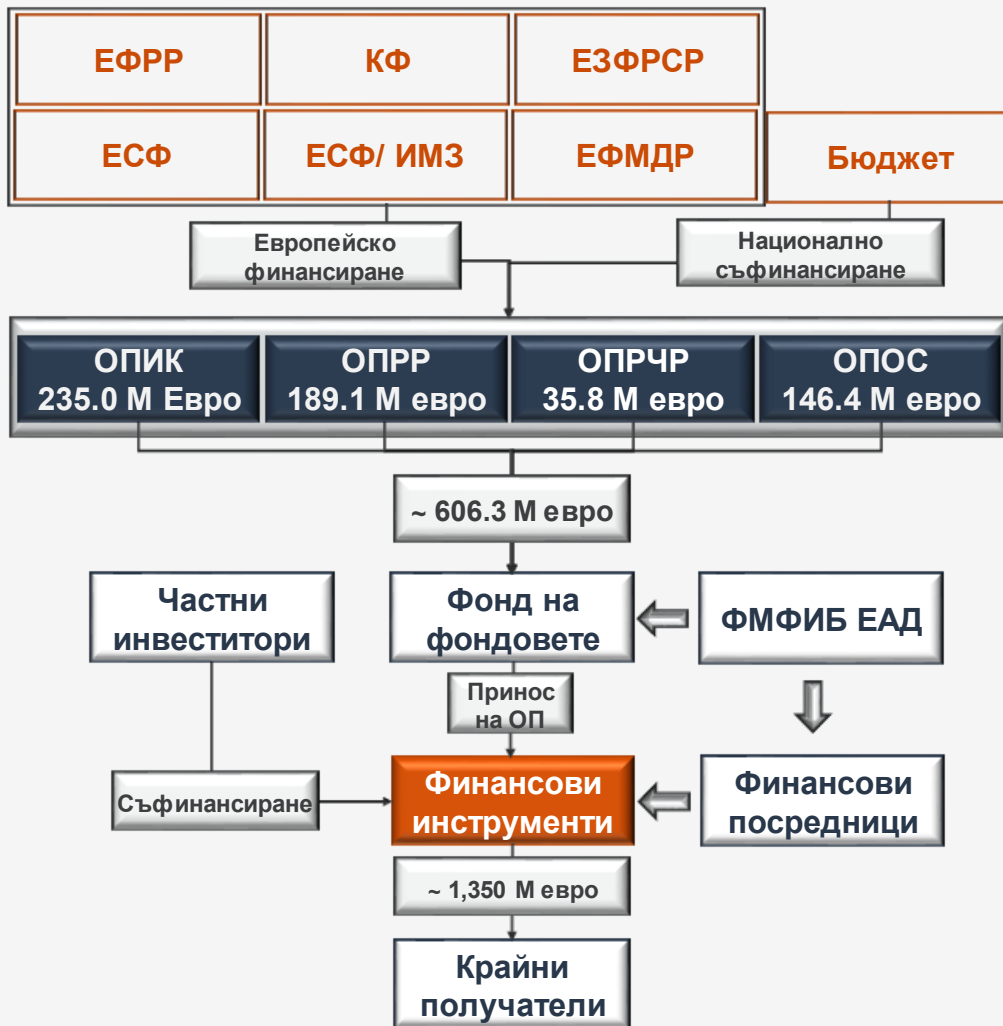 ЕФРР
КФ
ЕЗФРСР
ЕСФ
ЕСФ/ ИМЗ
ЕФМДР
Бюджет
Европейско
финансиране
Национално
съфинансиране
ОПИК
235.0 М Евро
ОПРР
189.1 М евро
ОПРЧР
35.8 М евро
ОПОС
146.4 М евро
~ 606.3 М евро
Частни
инвеститори
Фонд на
фондовете
ФМФИБ ЕАД
Принос
на ОП
Съфинансиране
Финансови
инструменти
Финансови
посредници
~ 1,350 М евро
Крайни
получатели